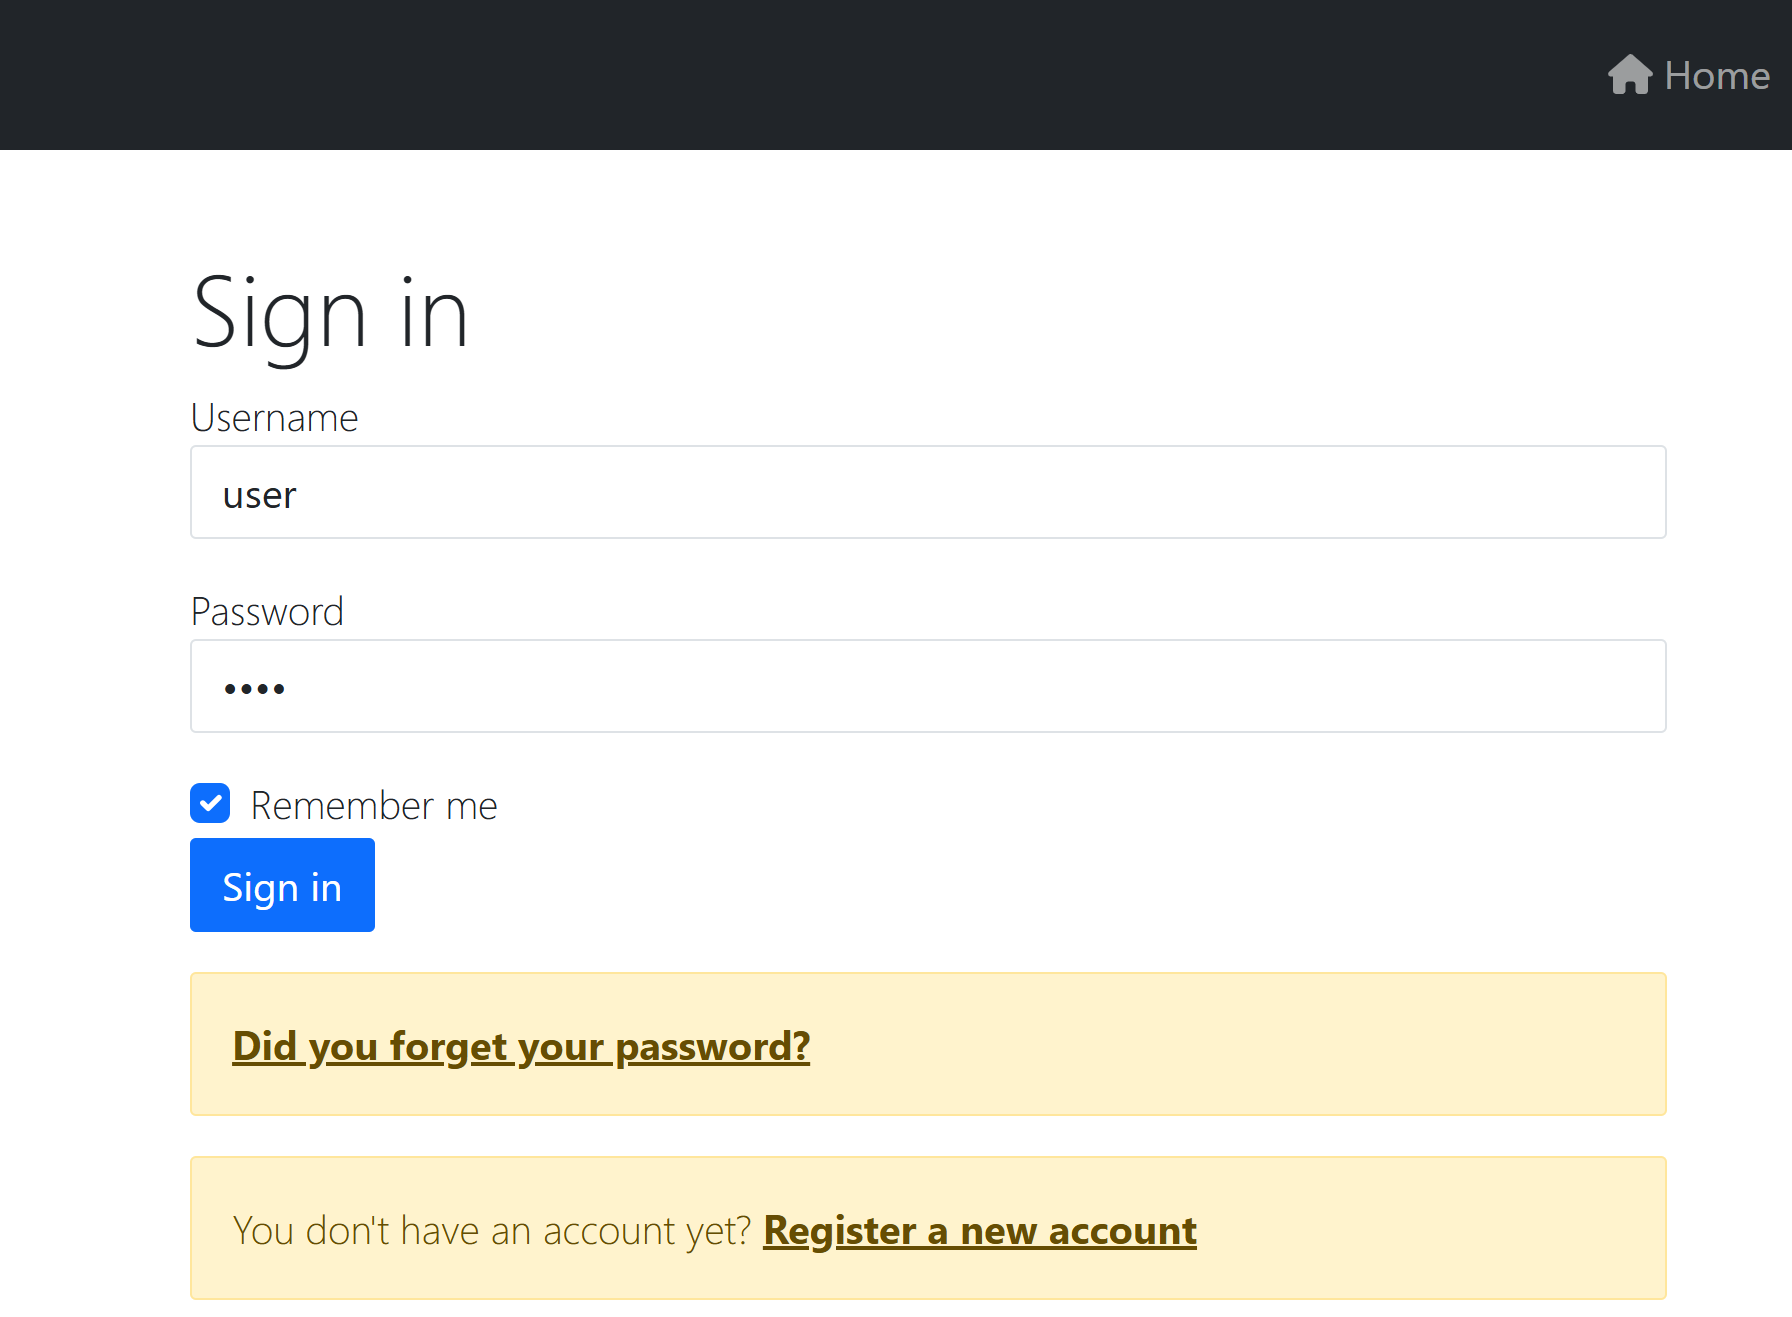 Home
Sign in
Username
user
Password
••••
Remember me
Sign in
Did you forget your password?
You don't have an account yet? Register a new account